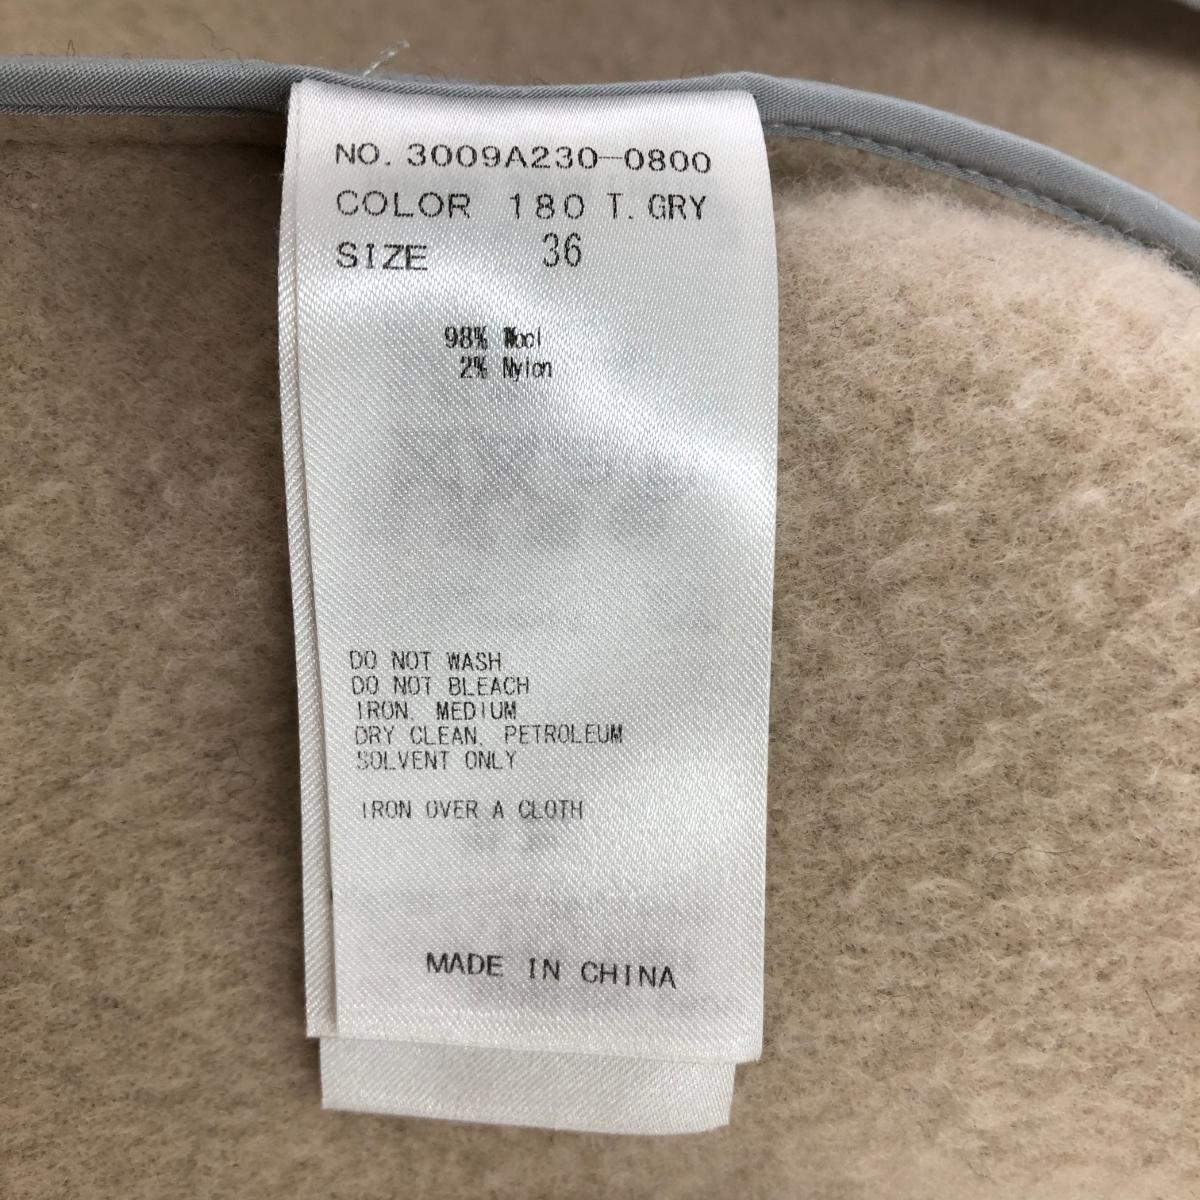 NO. 3009A230-0800
COLOR 180 T. GRY
SIZE 36
98% Wool
2% Nylon
DO NOT WASH
DO NOT BLEACH
IRON, MEDIUM
DRY CLEAN, PETROLEUM
SOLVENT ONLY
IRON OVER A CLOTH
MADE IN CHINA